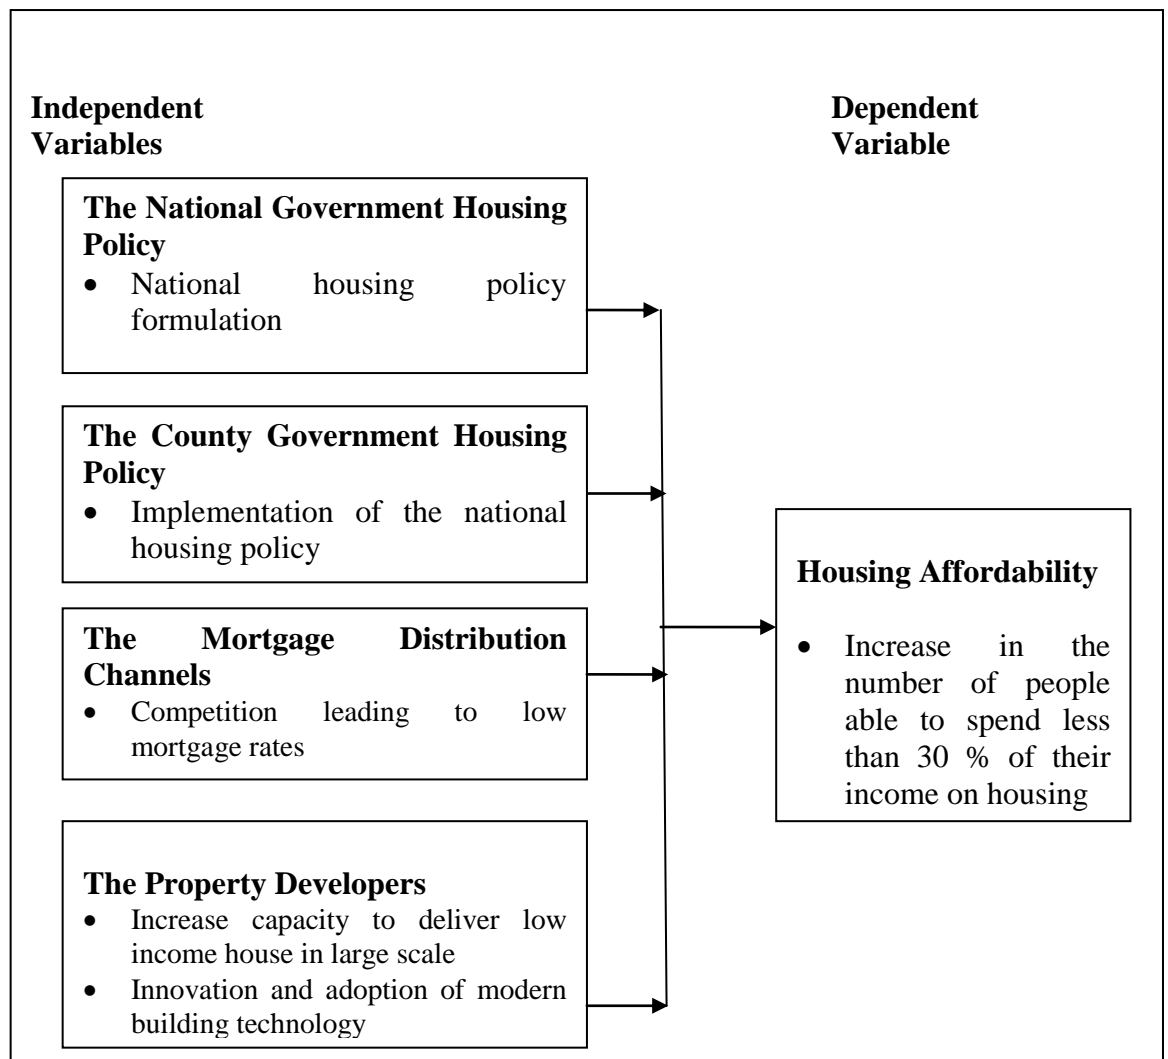 Independent
Variables
Dependent
Variable
The National Government Housing
Policy
• National housing policy
formulation
The County Government Housing
Policy
• Implementation of the national
housing policy
The Mortgage Distribution
Channels
• Competition leading to low
mortgage rates
The Property Developers
• Increase capacity to deliver low
income house in large scale
• Innovation and adoption of modern
building technology
Housing Affordability
• Increase in the
number of people
able to spend less
than 30 % of their
income on housing